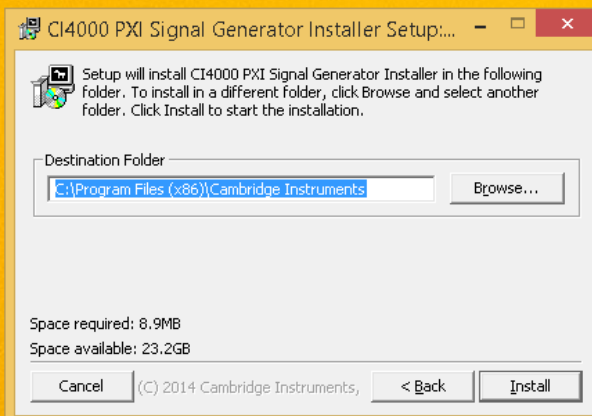 CI4000 PXI Signal Generator Installer Setup:...
Setup will install CI4000 PXI Signal Generator Installer in the following
folder. To install in a different folder, click Browse and select another
folder. Click Install to start the installation.
Destination Folder
C:\Program Files (x86)\Cambridge Instruments
Browse...
Space required: 8.9MB
Space available: 23.2GB
Cancel
(C) 2014 Cambridge Instruments,
< Back
Install